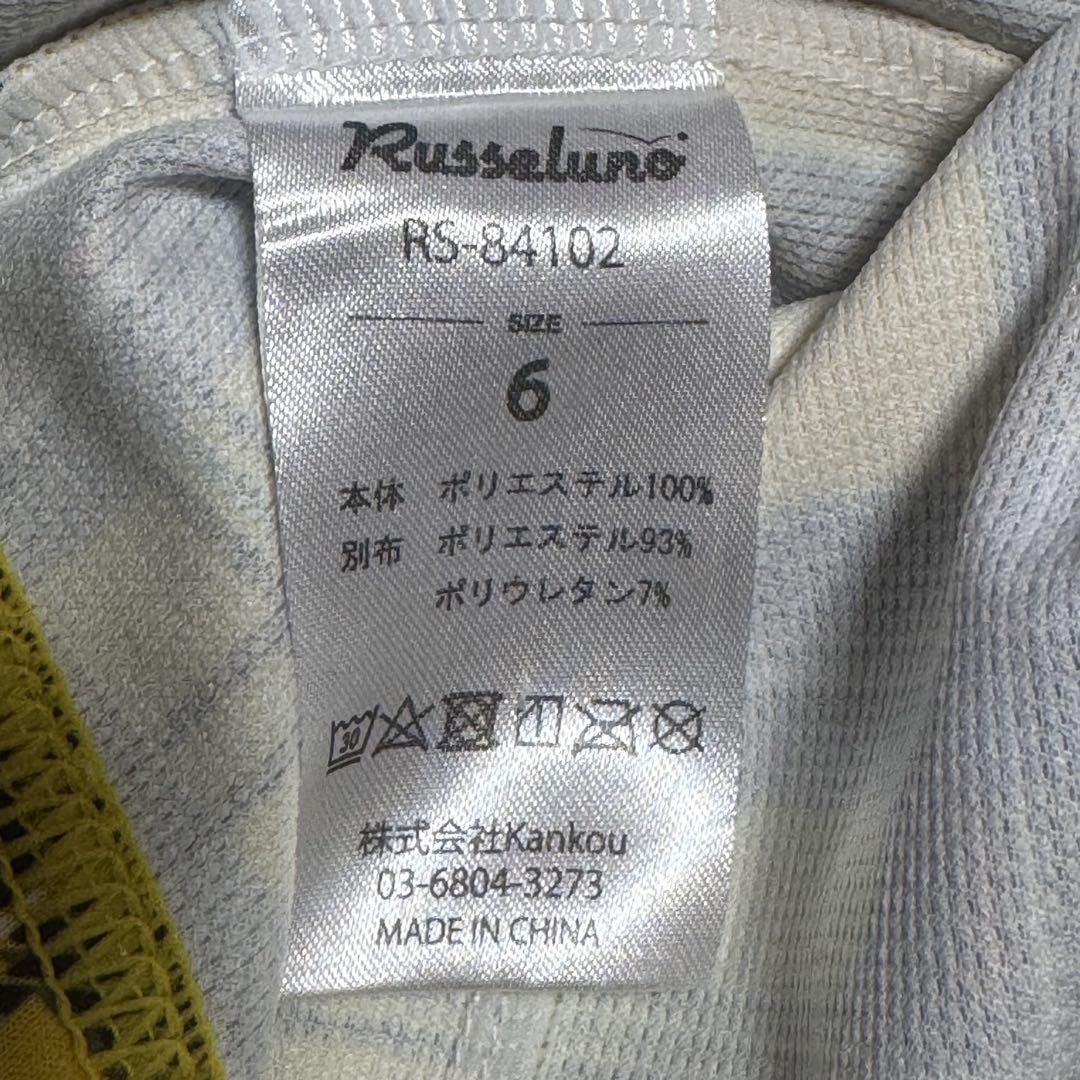 Russeluno
RS-84102
SIZE
6
本体 ポリエステル100%
別布 ポリエステル93%
ポリウレタン7%
30
株式会社Kankou
03-6804-3273
MADE IN CHINA